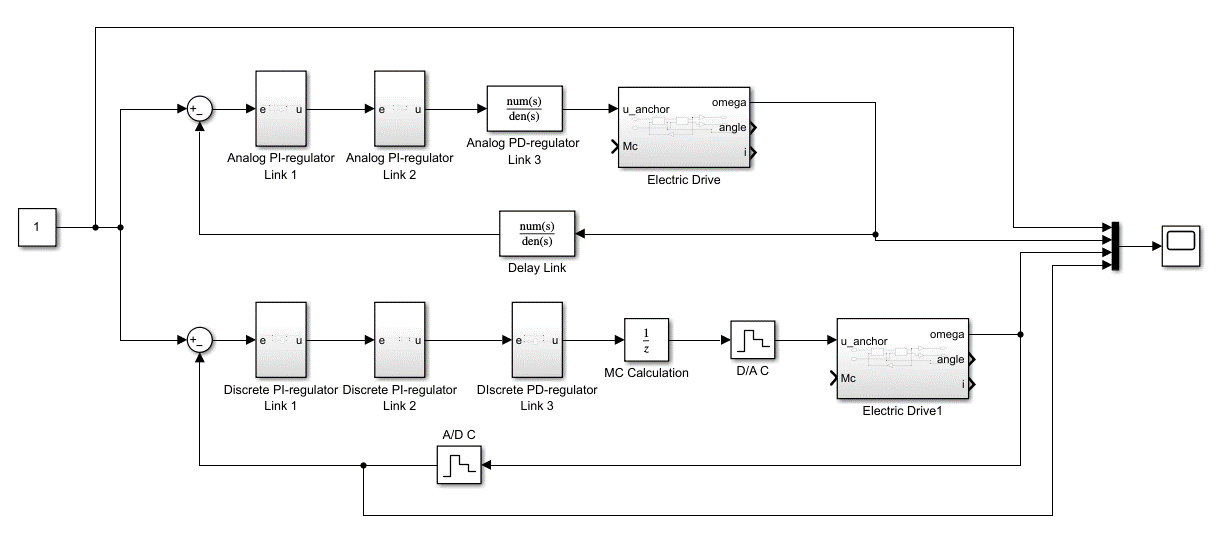 e u
Analog PI-regulator
Link 1
e u
Analog PI-regulator
Link 2
num(s)
den(s)
Analog PD-regulator
Link 3
u_anchor
Mc
omega
angle
i
Electric Drive
1
num(s)
den(s)
Delay Link
e u
Discrete PI-regulator
Link 1
e u
Discrete PI-regulator
Link 2
e u
DIscrete PD-regulator
Link 3
1
z
MC Calculation
D/A C
u_anchor
Mc
omega
angle
i
Electric Drive1
A/D C